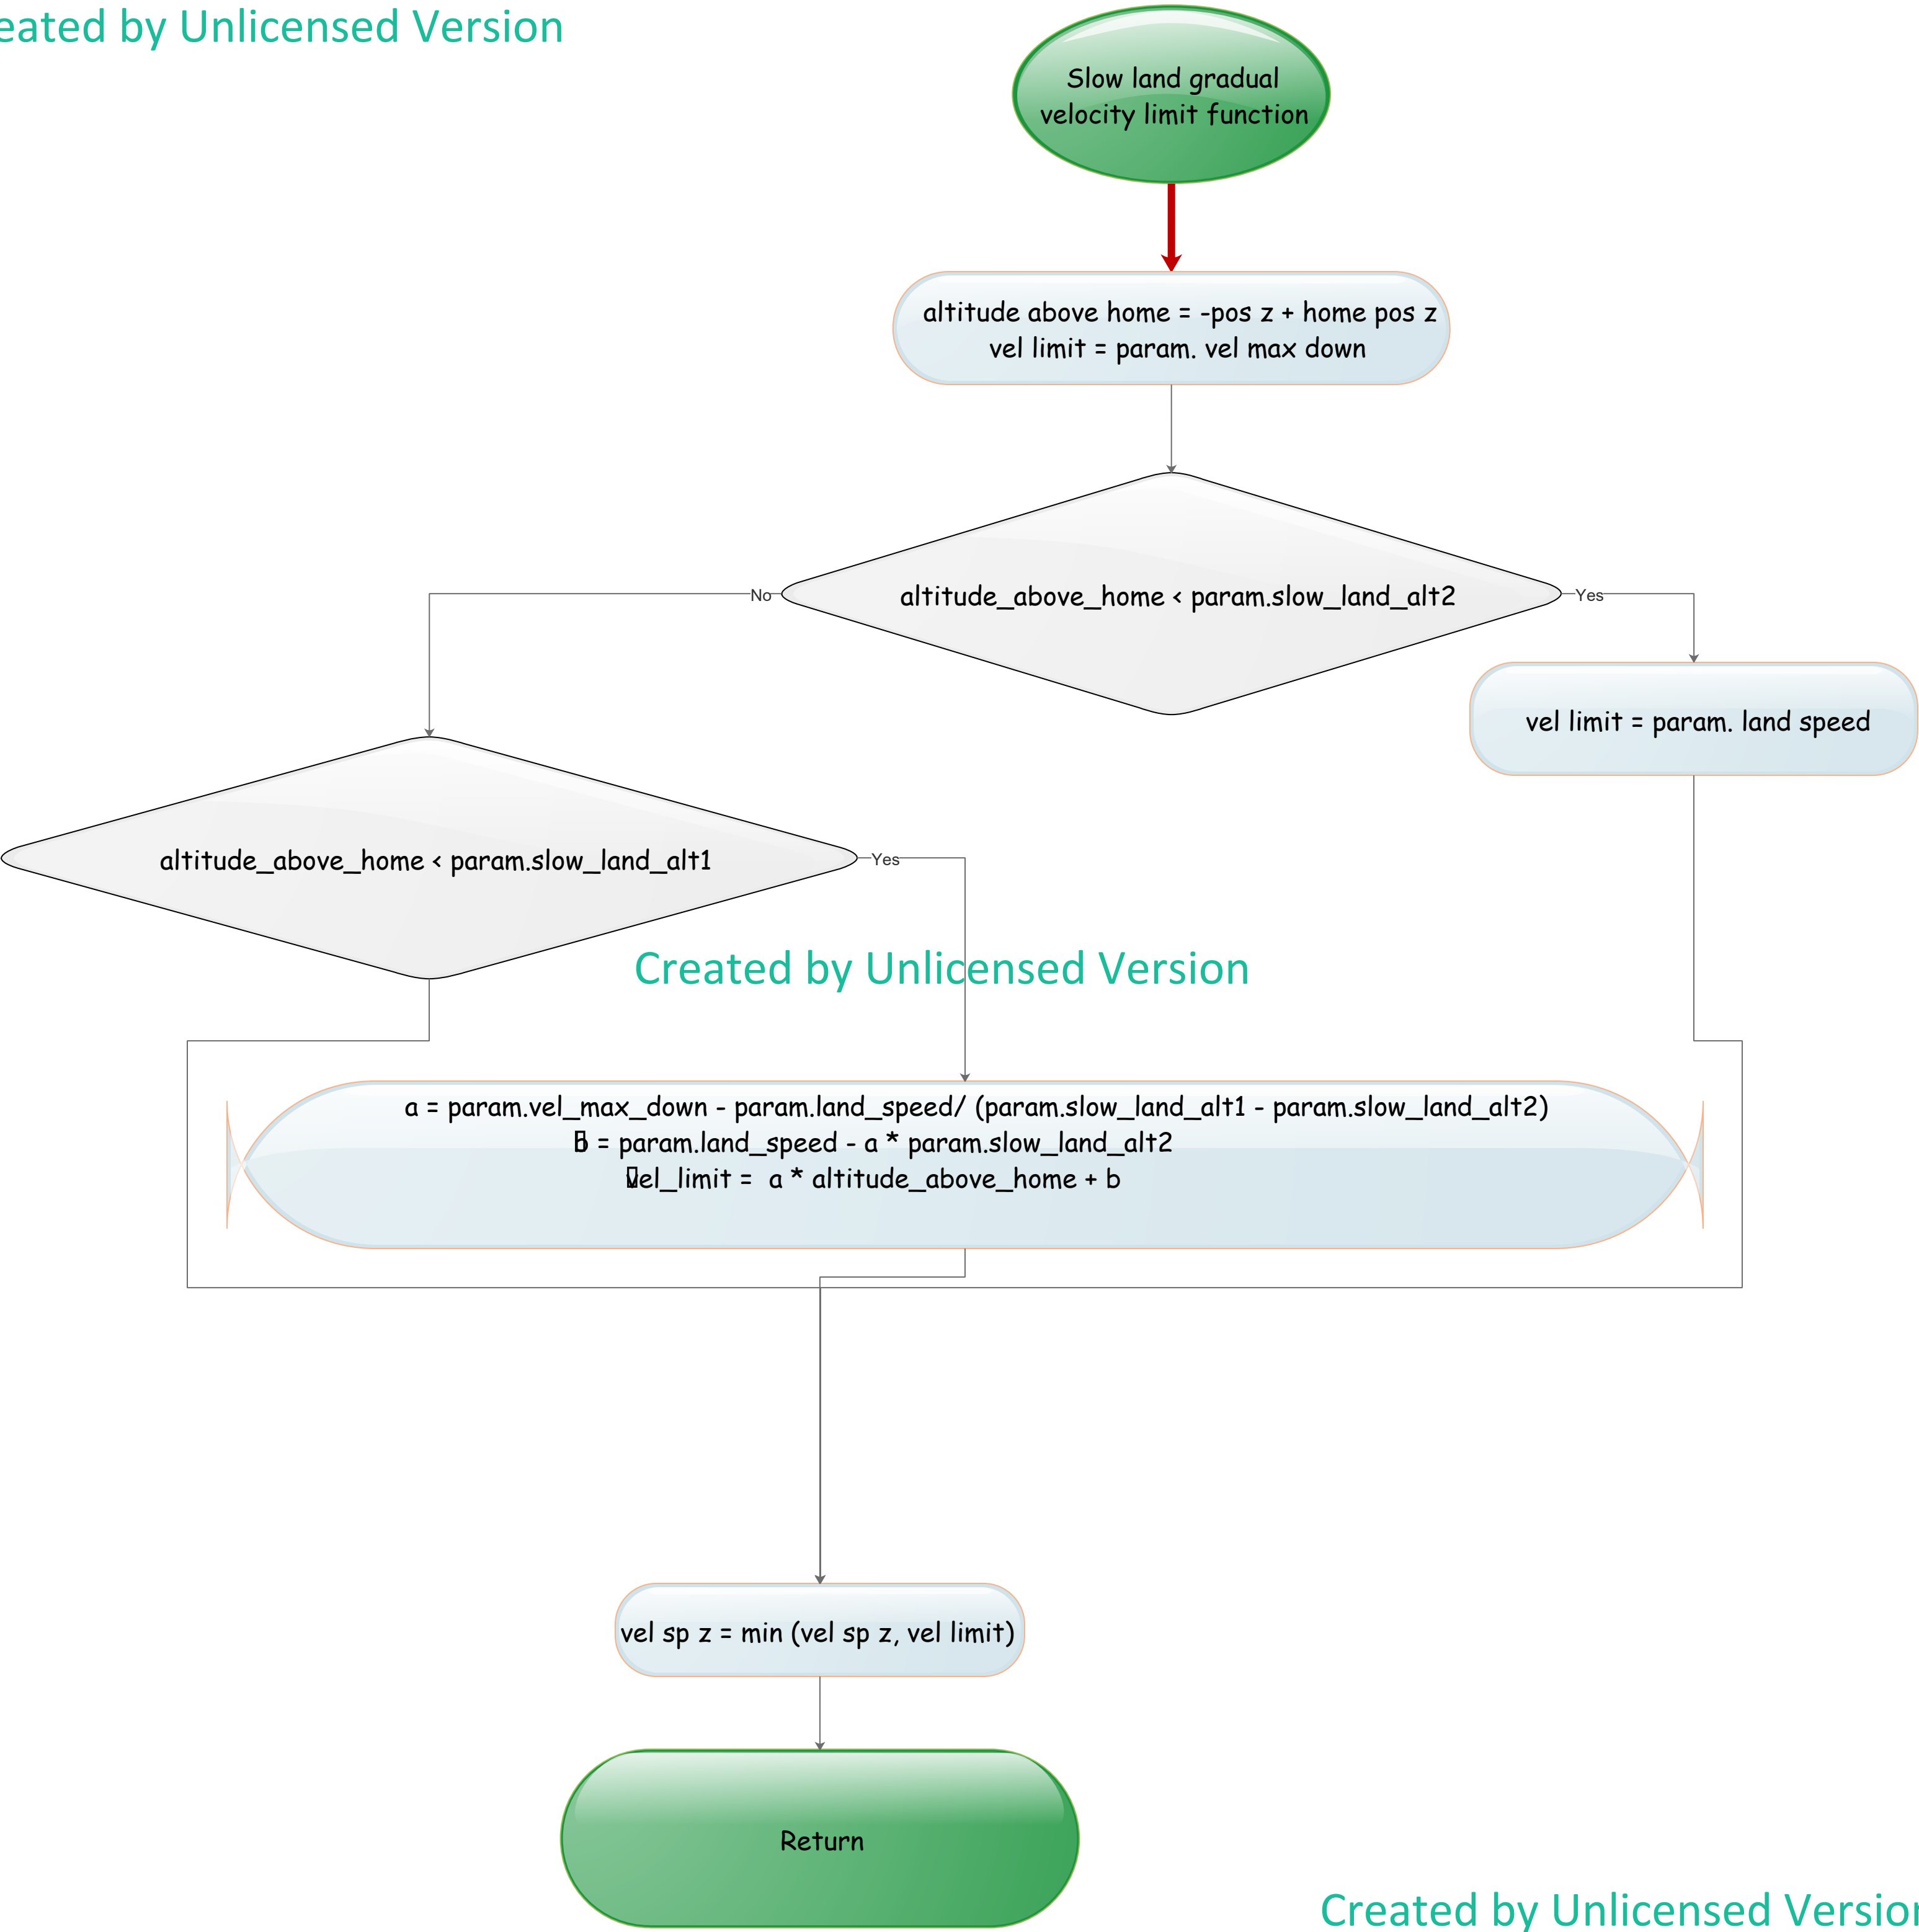 eated by Unlicensed Version
Slow land gradual
velocity limit function
altitude above home = -pos z + home pos z
vel limit = param. vel max down
altitude_above_home < param.slow_land_alt2
No
Yes
vel limit = param. land speed
altitude_above_home < param.slow_land_alt1
Yes
Created by Unlicensed Version
a = param.vel_max_down - param.land_speed/ (param.slow_land_alt1 - param.slow_land_alt2)
b = param.land_speed - a * param.slow_land_alt2
vel_limit = a * altitude_above_home + b
vel sp z = min (vel sp z, vel limit)
Return
Created by Unlicensed Version